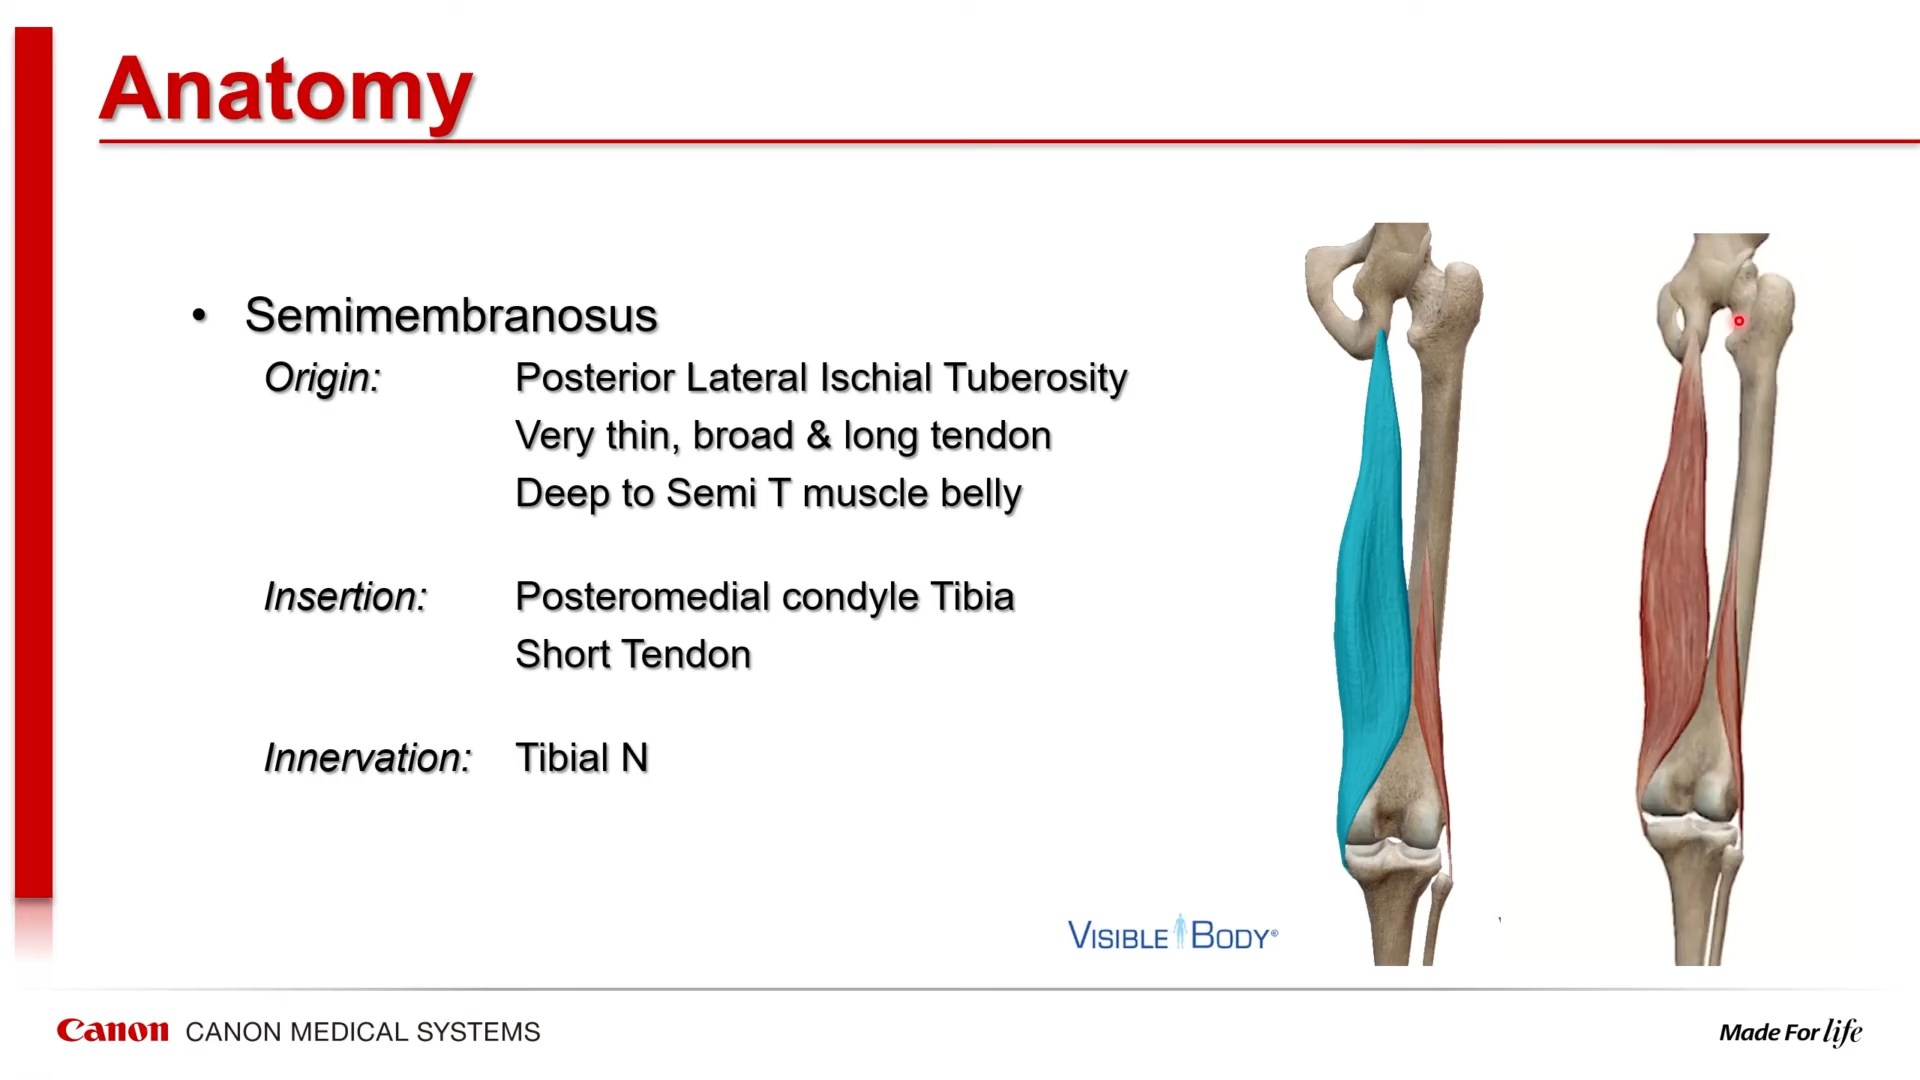 Anatomy
• Semimembranosus
Origin: Posterior Lateral Ischial Tuberosity
Very thin, broad & long tendon
Deep to Semi T muscle belly
Insertion: Posteromedial condyle Tibia
Short Tendon
Innervation: Tibial N
VISIBLE BODY®
Canon CANON MEDICAL SYSTEMS
Made For life